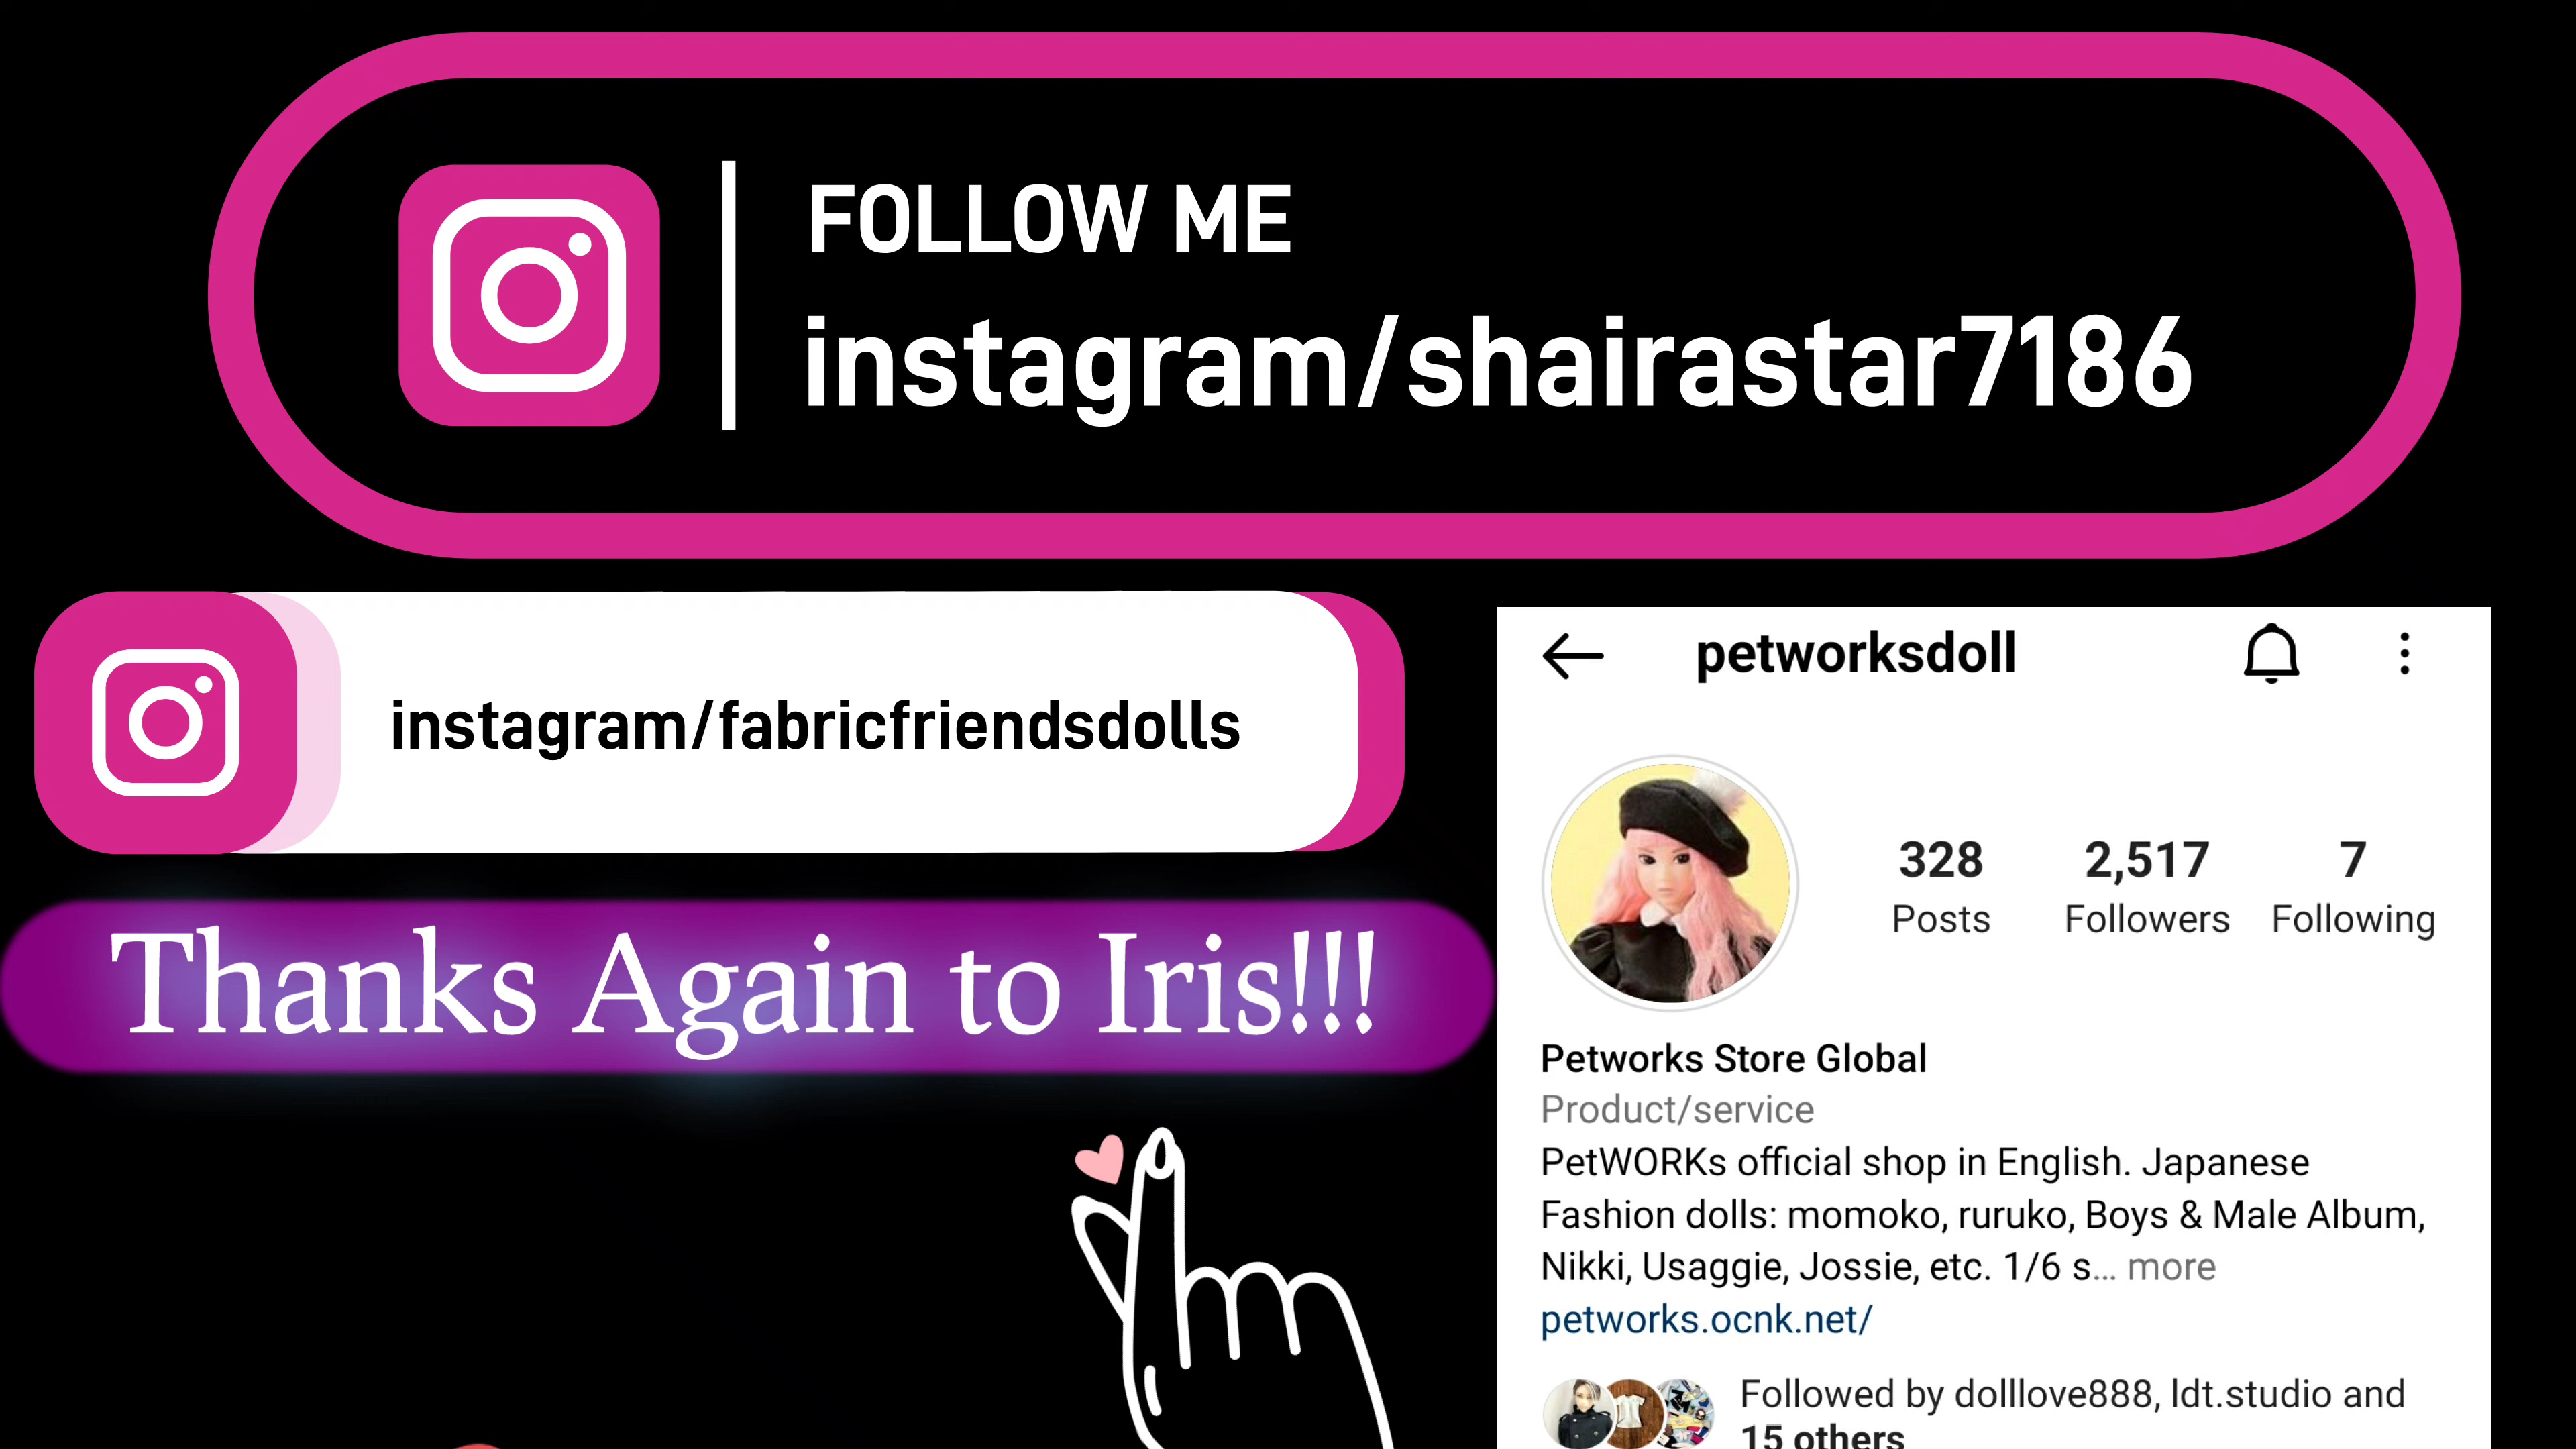 FOLLOW ME
instagram/shairastar7186
instagram/fabricfriendsdolls
Thanks Again to Iris!!!
petworksdoll
328 2,517 7
Posts Followers Following
Petworks Store Global
Product/service
PetWORKs official shop in English. Japanese
Fashion dolls: momoko, ruruko, Boys & Male Album,
Nikki, Usaggie, Jossie, etc. 1/6 s... more
petworks.ocnk.net/
Followed by dolllove888, ldt.studio and
15 others